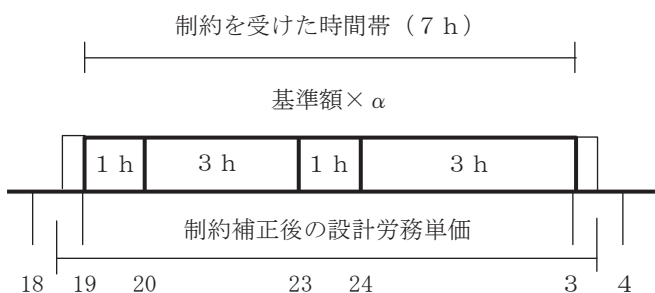 制約を受けた時間帯（７ｈ）
基準額×α
１ｈ ３ｈ １ｈ ３ｈ
制約補正後の設計労務単価
18 19 20 23 24 ３ ４